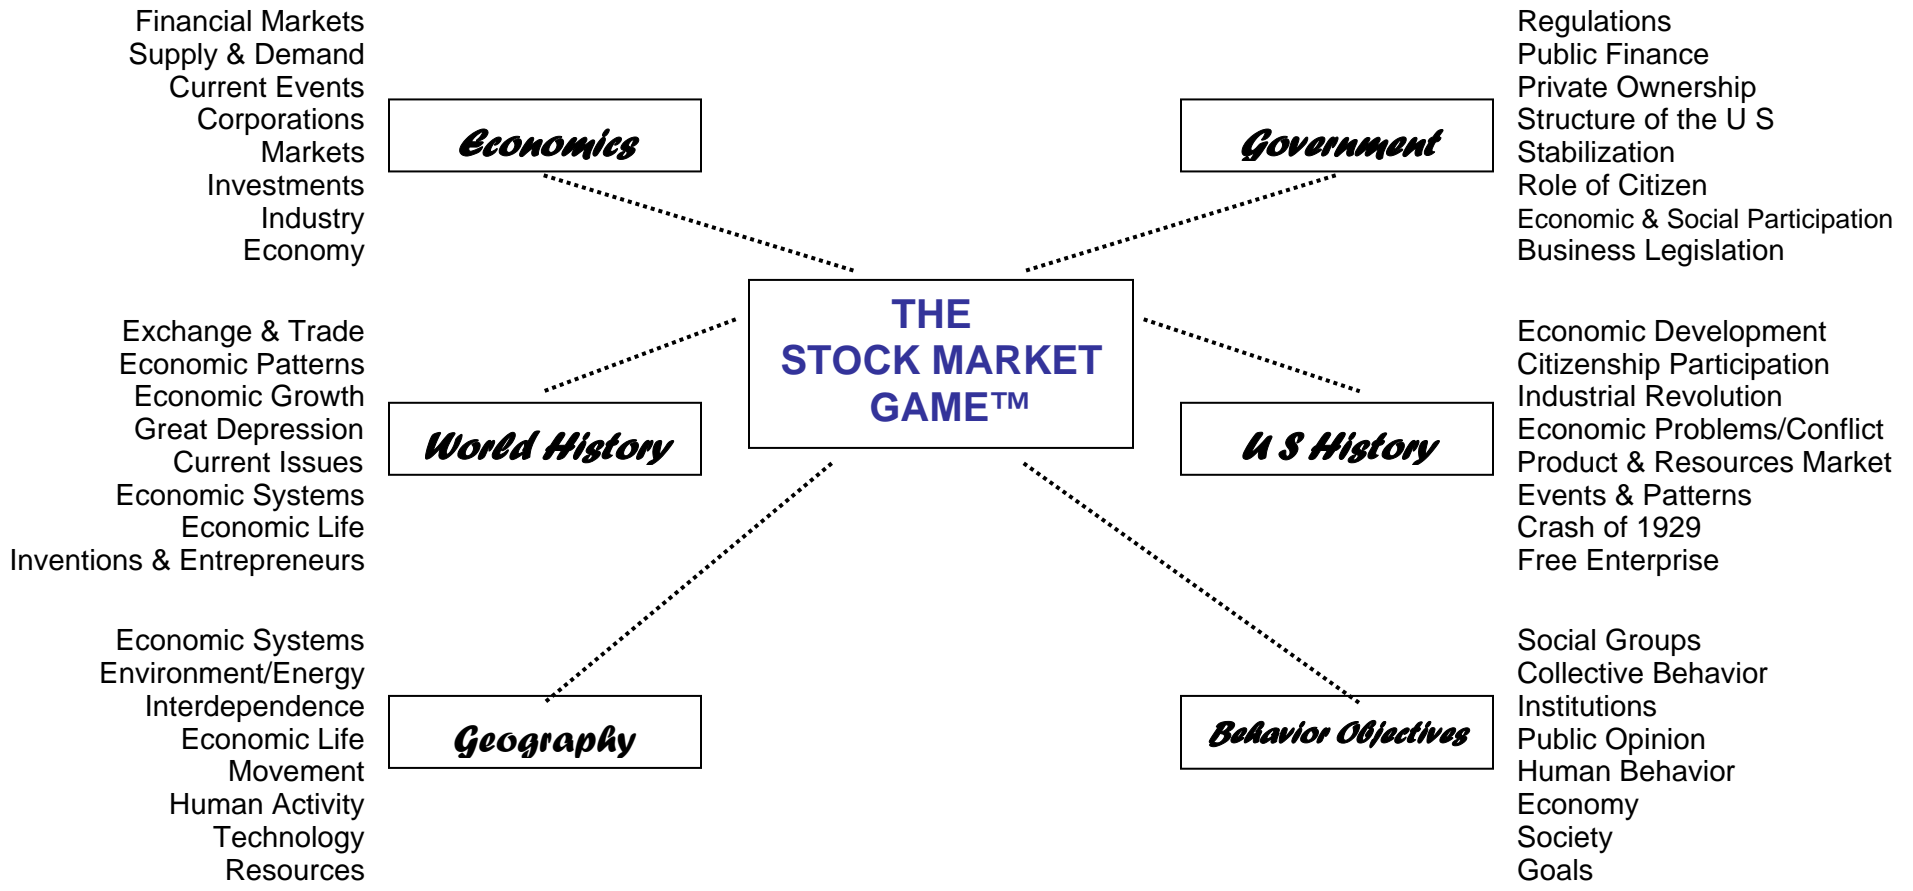 Financial Markets
Supply & Demand
Current Events
Corporations
Markets
Investments
Industry
Economy
Economics
Regulations
Public Finance
Private Ownership
Structure of the U S
Stabilization
Role of Citizen
Economic & Social Participation
Business Legislation
Government
THE
STOCK MARKET
GAME™
Exchange & Trade
Economic Patterns
Economic Growth
Great Depression
Current Issues
Economic Systems
Economic Life
Inventions & Entrepreneurs
World History
Economic Development
Citizenship Participation
Industrial Revolution
Economic Problems/Conflict
Product & Resources Market
Events & Patterns
Crash of 1929
Free Enterprise
U S History
Economic Systems
Environment/Energy
Interdependence
Economic Life
Movement
Human Activity
Technology
Resources
Geography
Social Groups
Collective Behavior
Institutions
Public Opinion
Human Behavior
Economy
Society
Goals
Behavior Objectives